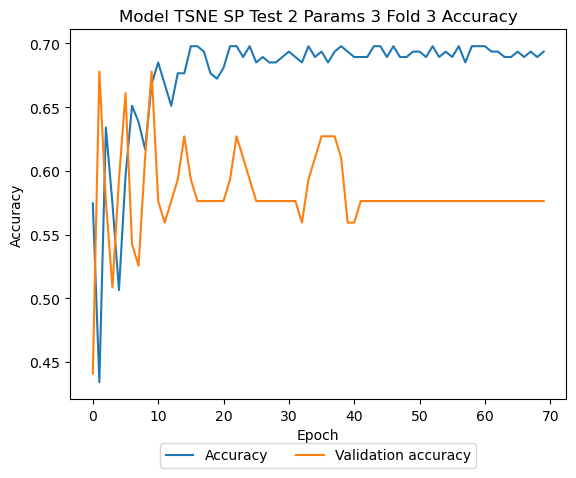 Model TSNE SP Test 2 Params 3 Fold 3 Accuracy
0.70
0.65
0.60
0.55
0.50
0.45
Accuracy
0 10 20 30 40 50 60 70
Epoch
Accuracy Validation accuracy